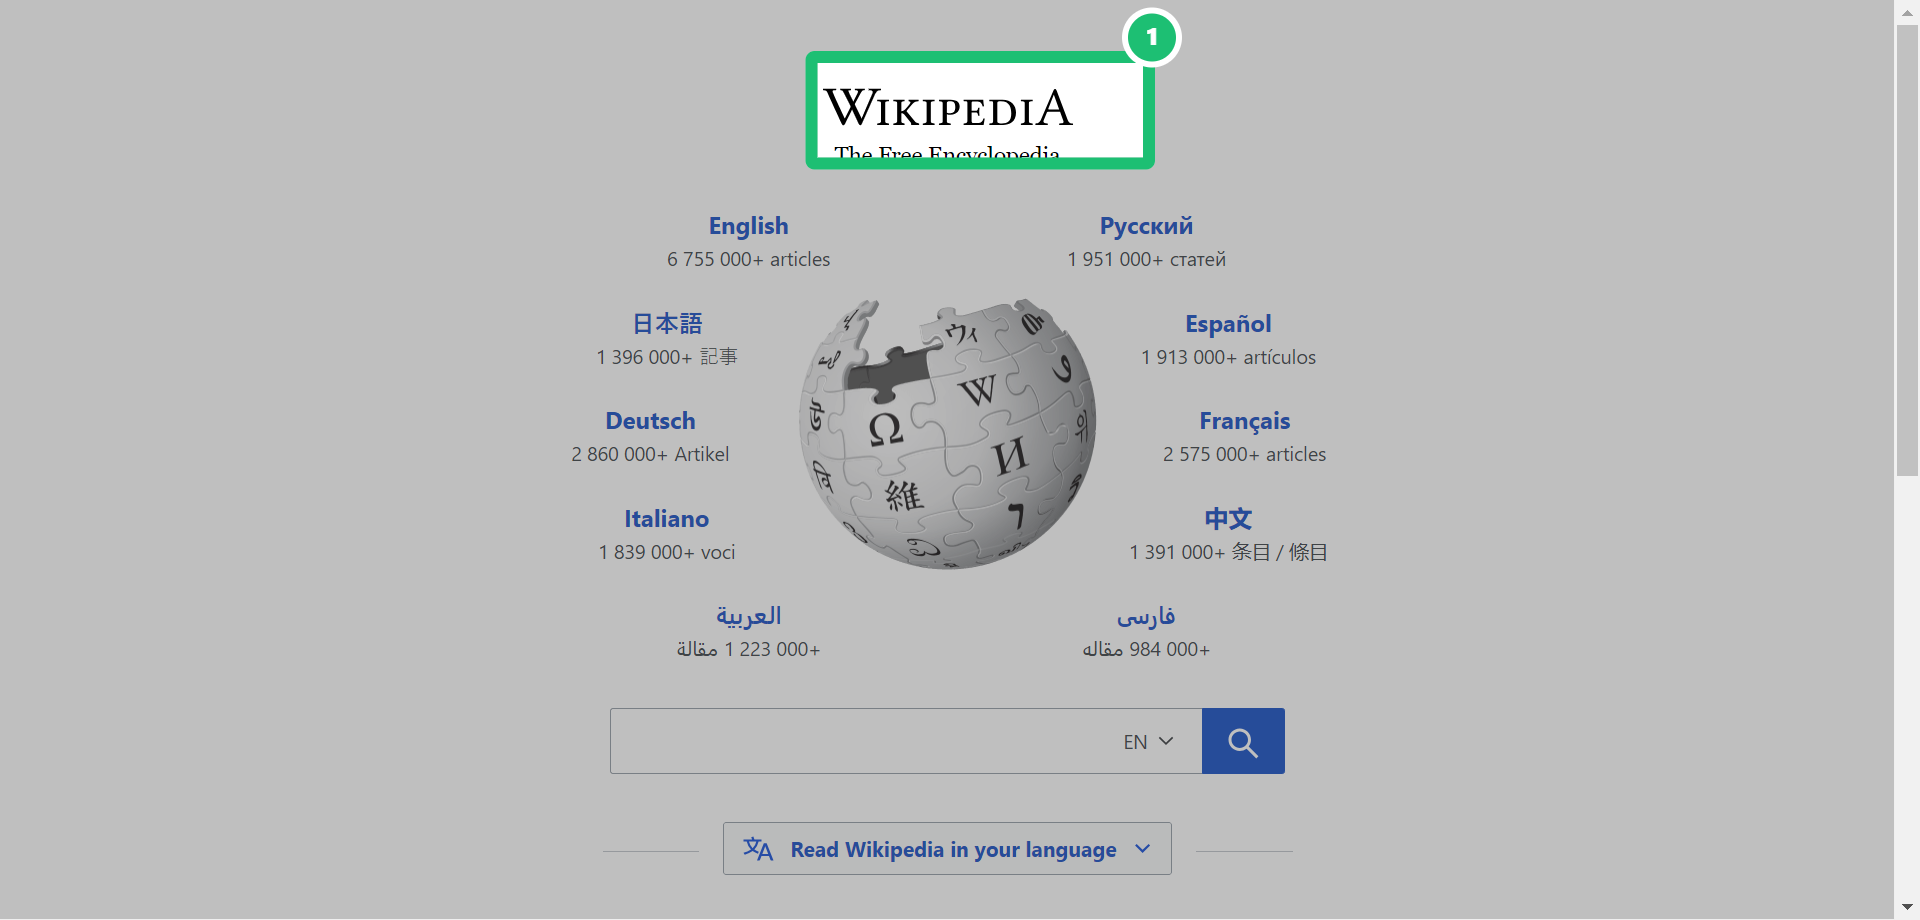 1
WIKIPEDIA
The Free Encyclopedia
English
6 755 000+ articles
Русский
1 951 000+ статей
日本語
1 396 000+ 記事
Español
1 913 000+ artículos
Deutsch
2 860 000+ Artikel
Français
2 575 000+ articles
Italiano
1 839 000+ voci
中文
1 391 000+ 条目 / 條目
العربية
1 223 000+ مقالة
فارسی
984 000+ مقاله
Ω
W
И
維
ウィ
EN
Read Wikipedia in your language